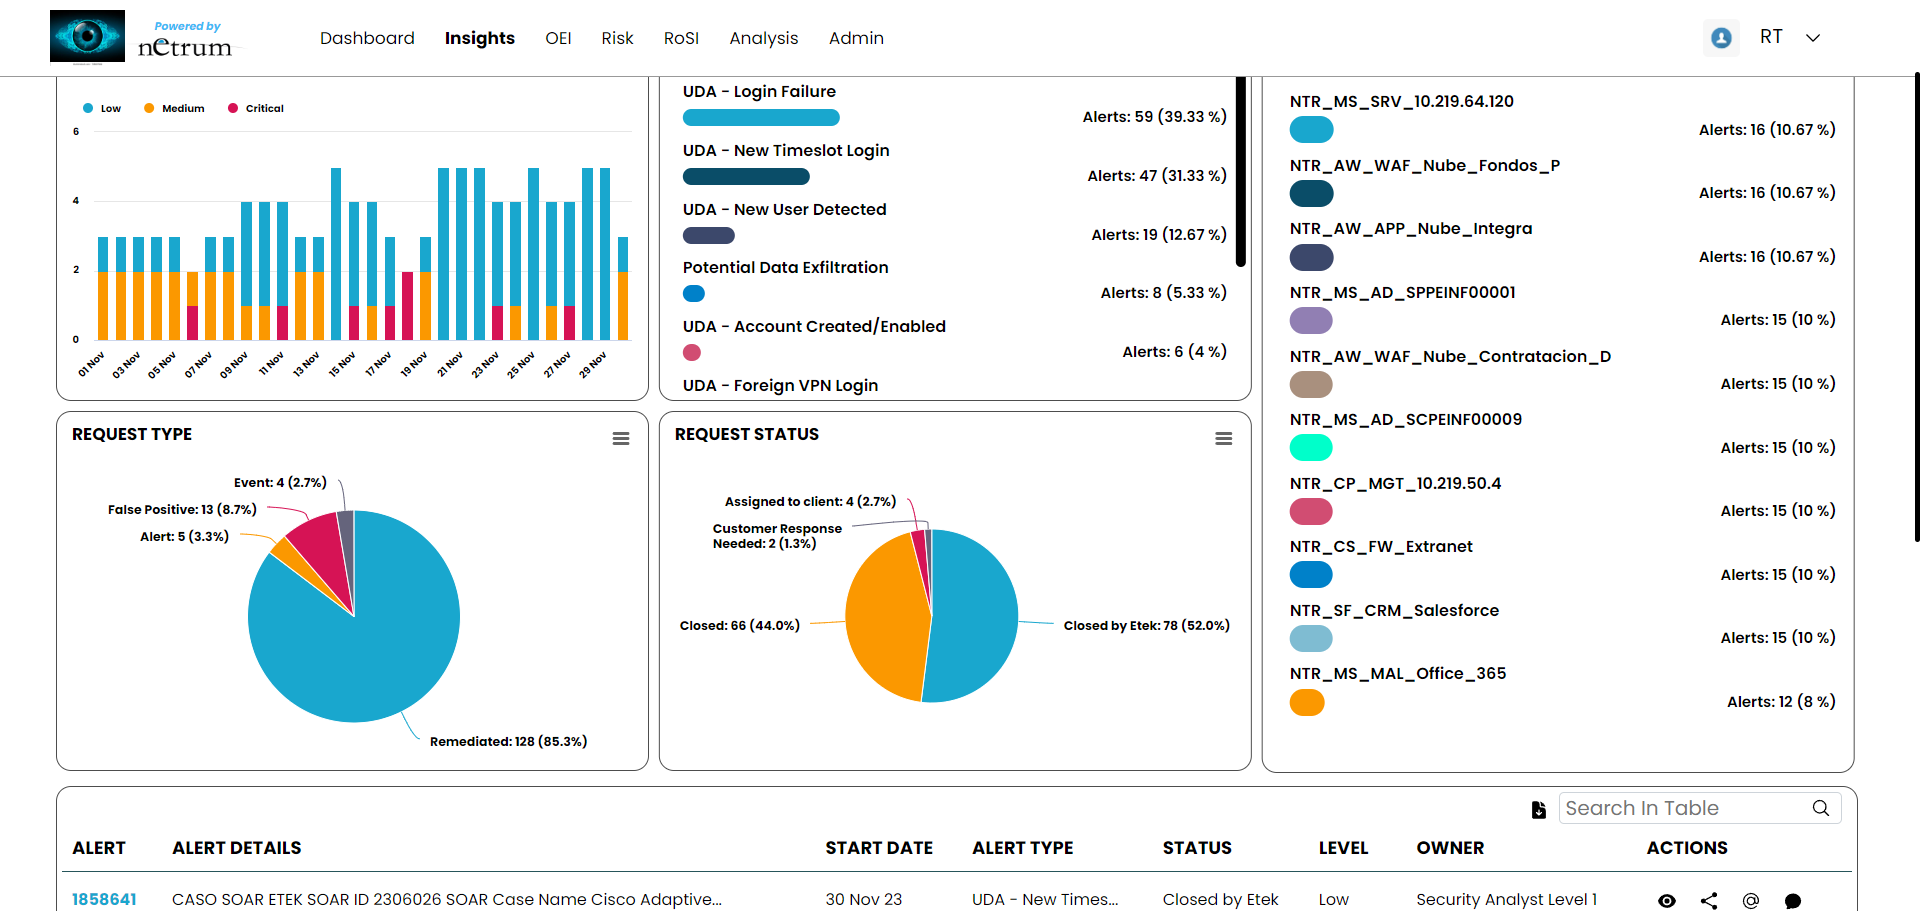 Powered by
netrum
Dashboard Insights OEI Risk RoSI Analysis Admin
RT
Low Medium Critical
6
4
2
0
01 Nov 03 Nov 05 Nov 07 Nov 09 Nov 11 Nov 13 Nov 15 Nov 17 Nov 19 Nov 21 Nov 23 Nov 25 Nov 27 Nov 29 Nov
UDA - Login Failure
Alerts: 59 (39.33 %)
UDA - New Timeslot Login
Alerts: 47 (31.33 %)
UDA - New User Detected
Alerts: 19 (12.67 %)
Potential Data Exfiltration
Alerts: 8 (5.33 %)
UDA - Account Created/Enabled
Alerts: 6 (4 %)
UDA - Foreign VPN Login
NTR_MS_SRV_10.219.64.120
Alerts: 16 (10.67 %)
NTR_AW_WAF_Nube_Fondos_P
Alerts: 16 (10.67 %)
NTR_AW_APP_Nube_Integra
Alerts: 16 (10.67 %)
NTR_MS_AD_SPPEINF00001
Alerts: 15 (10 %)
NTR_AW_WAF_Nube_Contratacion_D
Alerts: 15 (10 %)
NTR_MS_AD_SCPEINF00009
Alerts: 15 (10 %)
NTR_CP_MGT_10.219.50.4
Alerts: 15 (10 %)
NTR_CS_FW_Extranet
Alerts: 15 (10 %)
NTR_SF_CRM_Salesforce
Alerts: 15 (10 %)
NTR_MS_MAL_Office_365
Alerts: 12 (8 %)
REQUEST TYPE
Event: 4 (2.7%)
False Positive: 13 (8.7%)
Alert: 5 (3.3%)
Remediated: 128 (85.3%)
REQUEST STATUS
Assigned to client: 4 (2.7%)
Customer Response
Needed: 2 (1.3%)
Closed: 66 (44.0%)
Closed by Etek: 78 (52.0%)
Search In Table
ALERT ALERT DETAILS START DATE ALERT TYPE STATUS LEVEL OWNER ACTIONS
1858641 CASO SOAR ETEK SOAR ID 2306026 SOAR Case Name Cisco Adaptive... 30 Nov 23 UDA - New Times... Closed by Etek Low Security Analyst Level 1